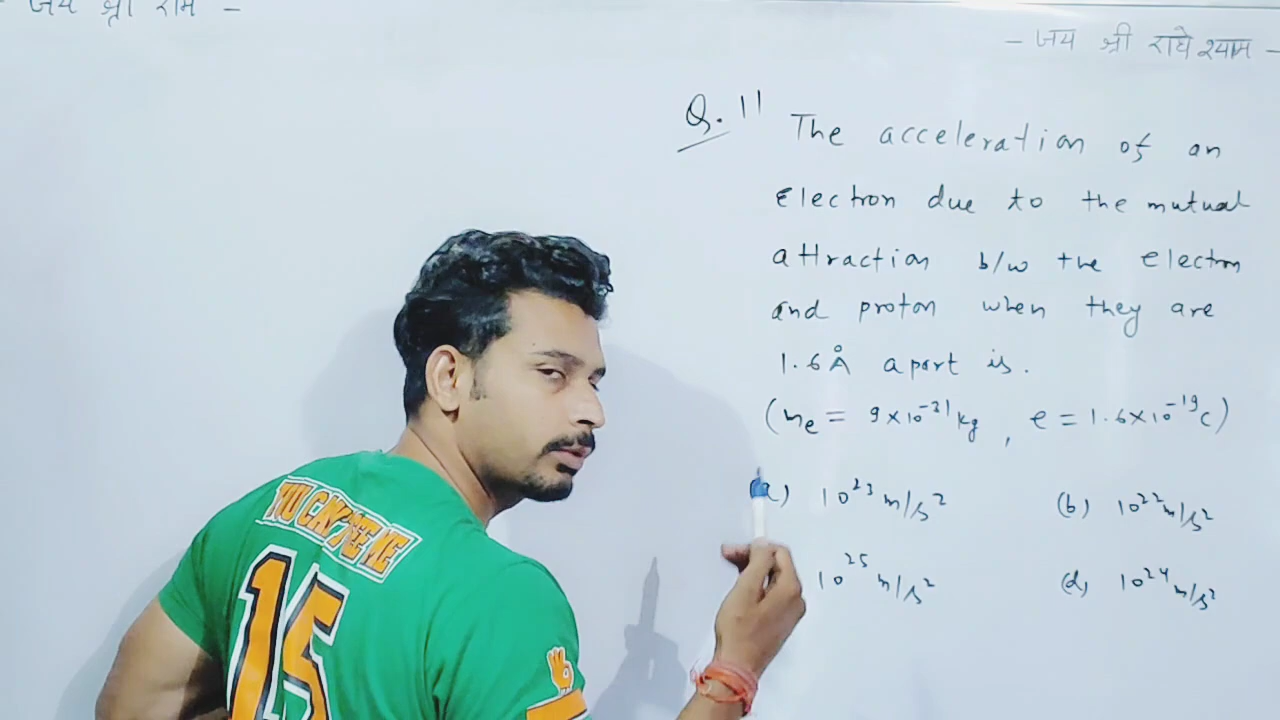 जय श्री राम -
- जय श्री राधे श्याम -
Q. 11 The acceleration of an
Electron due to the mutual
attraction b/w the electron
and proton when they are
1.6 Å apart is.
(me = 9×10⁻³¹ kg, e = 1.6×10⁻¹⁹ C)
a) 10²³ m/s² (b) 10²² m/s²
10²⁵ m/s² (d) 10²⁴ m/s²
YOU CAN'T SEE ME
15